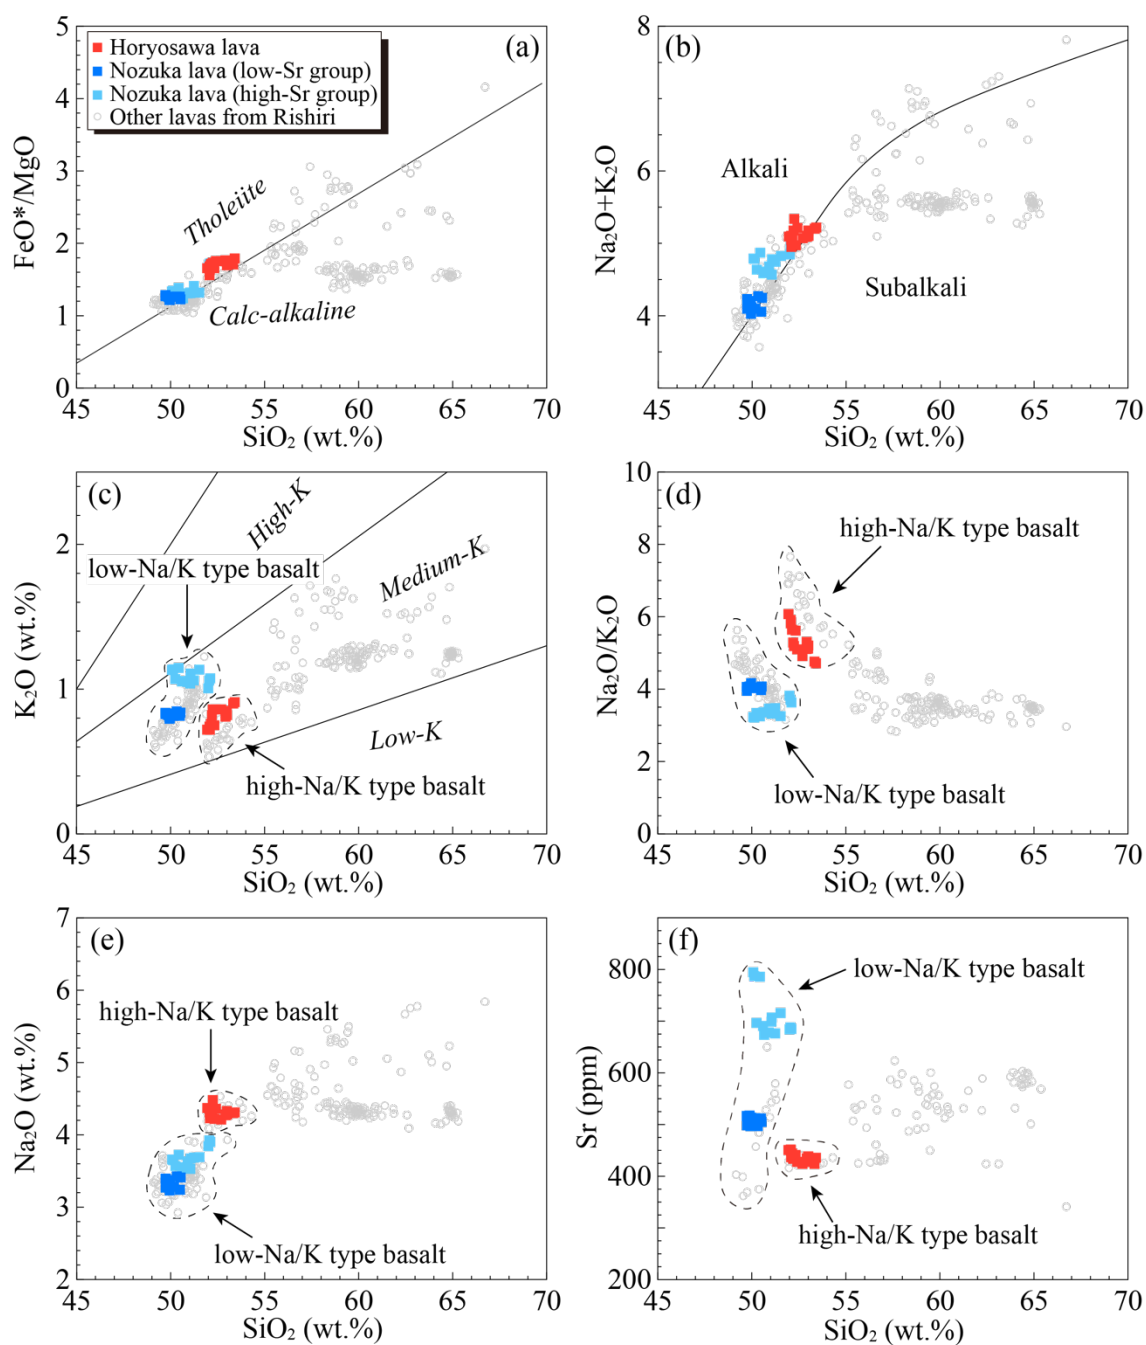 (a)
Horyosawa lava
Nozuka lava (low-Sr group)
Nozuka lava (high-Sr group)
Other lavas from Rishiri
Tholeiite
Calc-alkaline
FeO*/MgO
5
4
3
2
1
0
45 50 55 60 65 70
SiO₂ (wt.%)
(b)
Alkali
Subalkali
Na₂O+K₂O
8
6
4
45 50 55 60 65 70
SiO₂ (wt.%)
(c)
High-K
low-Na/K type basalt
Medium-K
Low-K
high-Na/K type basalt
K₂O (wt.%)
2
1
0
45 50 55 60 65 70
SiO₂ (wt.%)
(d)
high-Na/K type basalt
low-Na/K type basalt
Na₂O/K₂O
10
8
6
4
2
0
45 50 55 60 65 70
SiO₂ (wt.%)
(e)
high-Na/K type basalt
low-Na/K type basalt
Na₂O (wt.%)
7
6
5
4
3
2
45 50 55 60 65 70
SiO₂ (wt.%)
(f)
low-Na/K type basalt
high-Na/K type basalt
Sr (ppm)
800
600
400
200
45 50 55 60 65 70
SiO₂ (wt.%)